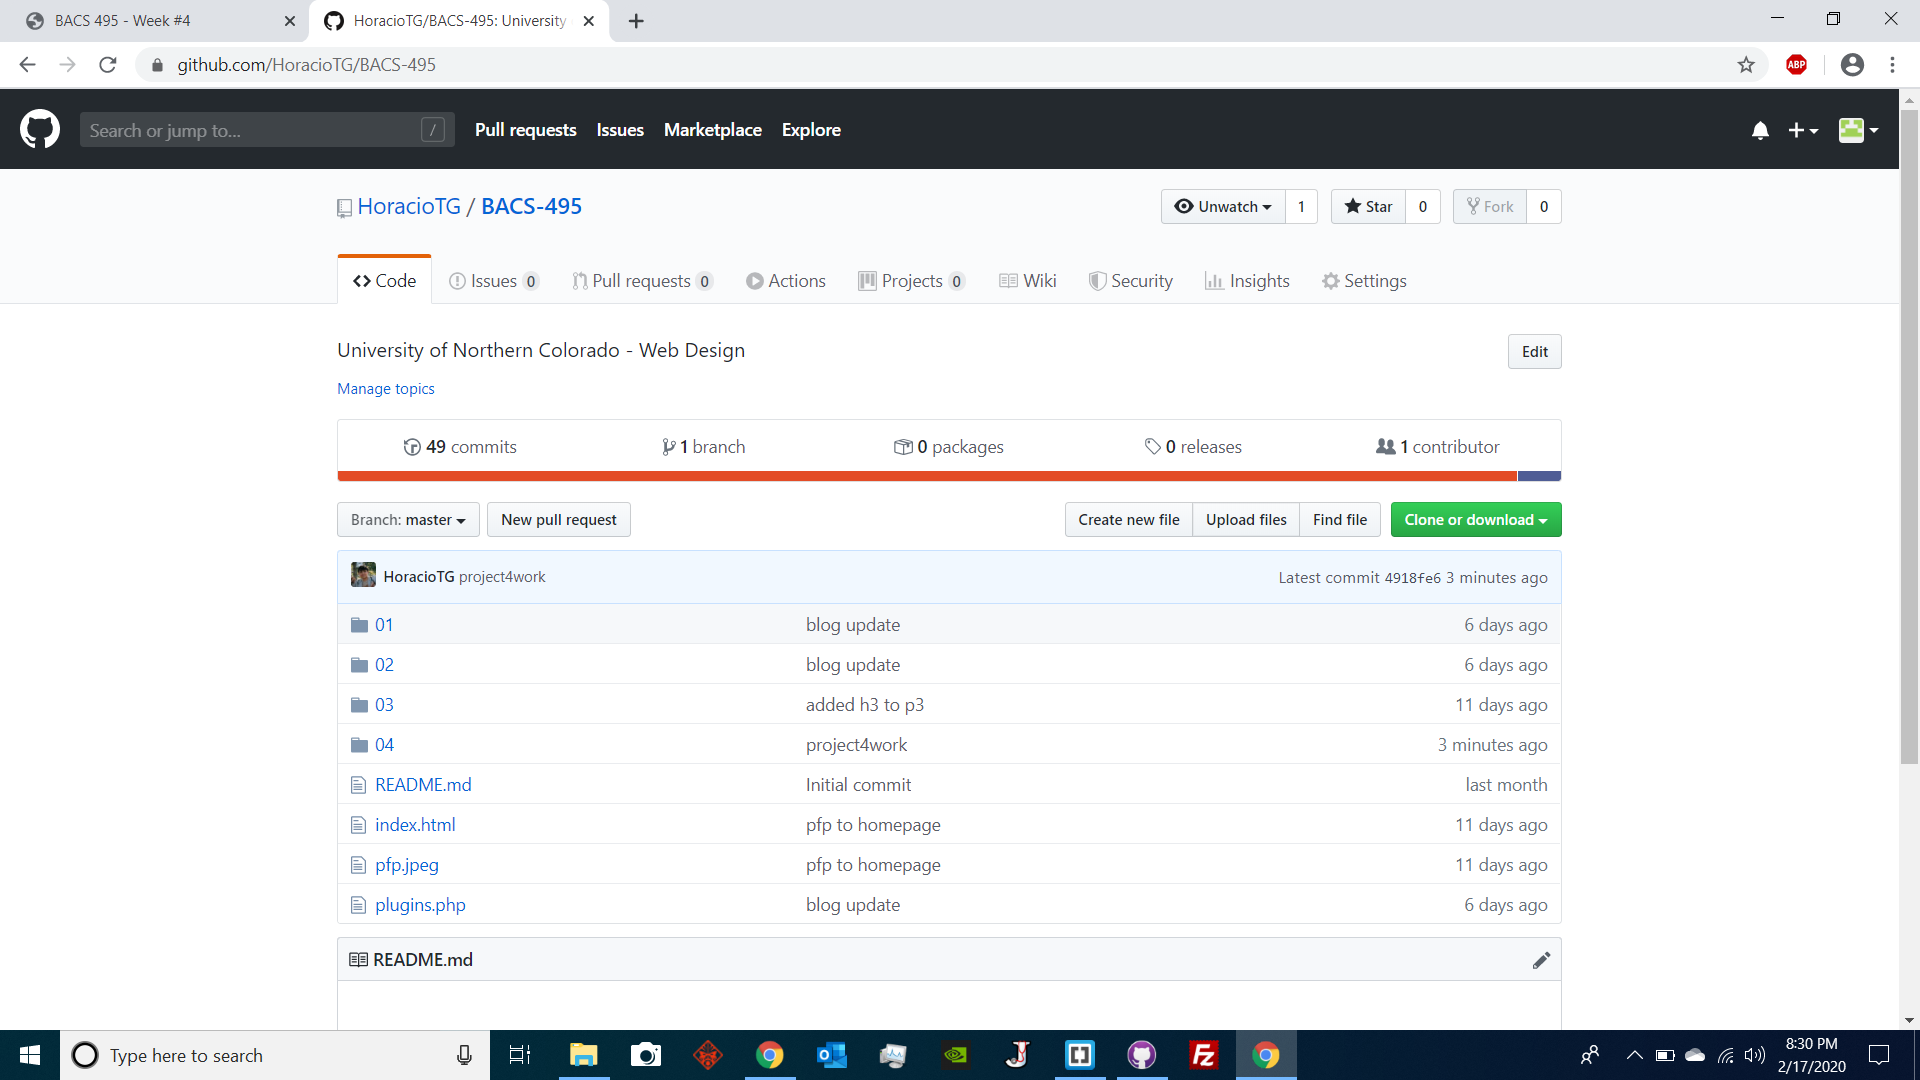 BACS 495 - Week #4
HoracioTG/BACS-495: University
github.com/HoracioTG/BACS-495
ABP
Search or jump to...
/
Pull requests
Issues
Marketplace
Explore
HoracioTG / BACS-495
Unwatch 1
Star 0
Fork 0
Code
Issues 0
Pull requests 0
Actions
Projects 0
Wiki
Security
Insights
Settings
University of Northern Colorado - Web Design
Edit
Manage topics
49 commits
1 branch
0 packages
0 releases
1 contributor
Branch: master
New pull request
Create new file
Upload files
Find file
Clone or download
HoracioTG project4work
Latest commit 4918fe6 3 minutes ago
01 blog update 6 days ago
02 blog update 6 days ago
03 added h3 to p3 11 days ago
04 project4work 3 minutes ago
README.md Initial commit last month
index.html pfp to homepage 11 days ago
pfp.jpeg pfp to homepage 11 days ago
plugins.php blog update 6 days ago
README.md
Type here to search
Fz
8:30 PM
2/17/2020